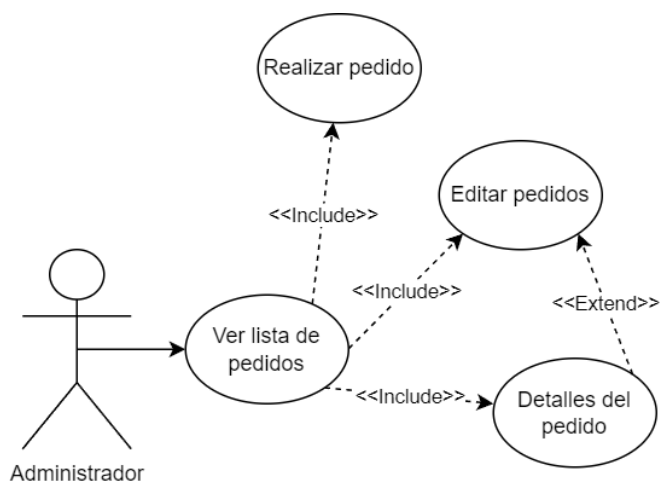 Realizar pedido
Editar pedidos
<<Include>>
<<Include>>
<<Extend>>
Ver lista de
pedidos
<<Include>>
Detalles del
pedido
Administrador